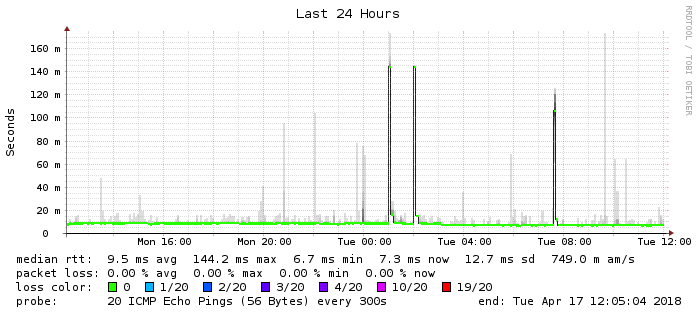 Last 24 Hours
RRDTOOL / TOBI OETIKER
Seconds
160 m
140 m
120 m
100 m
80 m
60 m
40 m
20 m
0
Mon 16:00 Mon 20:00 Tue 00:00 Tue 04:00 Tue 08:00 Tue 12:00
median rtt: 9.5 ms avg 144.2 ms max 6.7 ms min 7.3 ms now 12.7 ms sd 749.0 m am/s
packet loss: 0.00 % avg 0.00 % max 0.00 % min 0.00 % now
loss color: 0 1/20 2/20 3/20 4/20 10/20 19/20
probe: 20 ICMP Echo Pings (56 Bytes) every 300s end: Tue Apr 17 12:05:04 2018